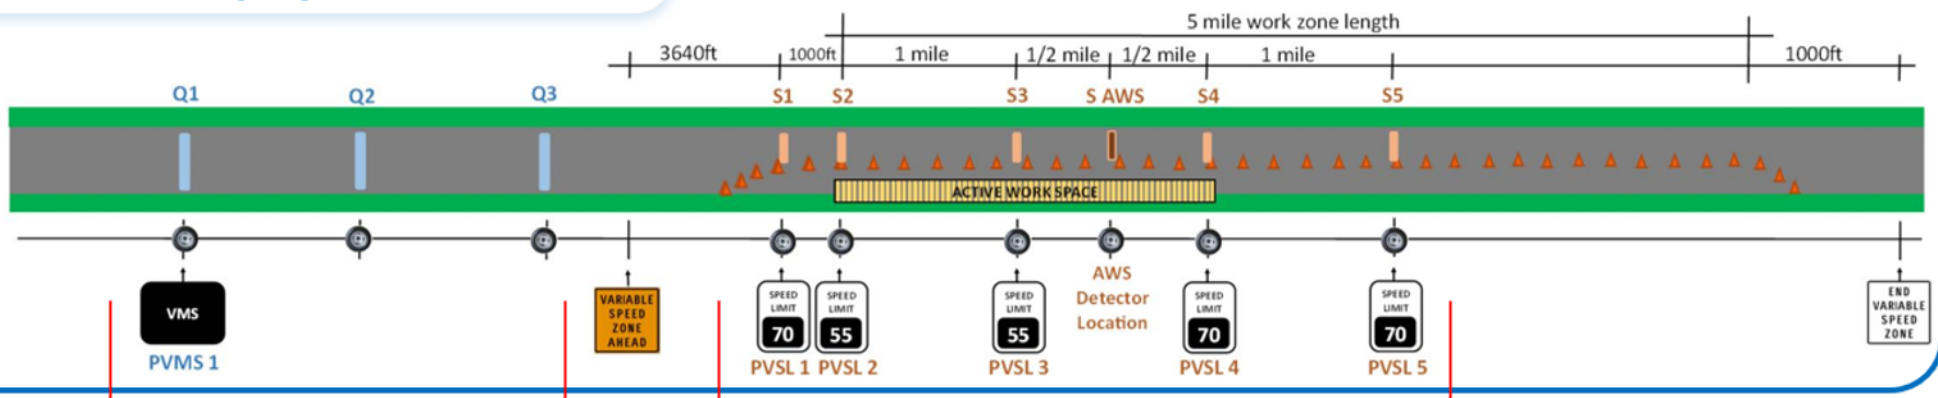 5 mile work zone length
3640ft
1000ft
1 mile
1/2 mile
1/2 mile
1 mile
1000ft
Q1
Q2
Q3
S1
S2
S3
S AWS
S4
S5
ACTIVE WORK SPACE
VMS
PVMS 1
VARIABLE
SPEED
ZONE
AHEAD
SPEED
LIMIT
70
PVSL 1
SPEED
LIMIT
55
PVSL 2
SPEED
LIMIT
55
PVSL 3
AWS
Detector
Location
SPEED
LIMIT
70
PVSL 4
SPEED
LIMIT
70
PVSL 5
END
VARIABLE
SPEED
ZONE